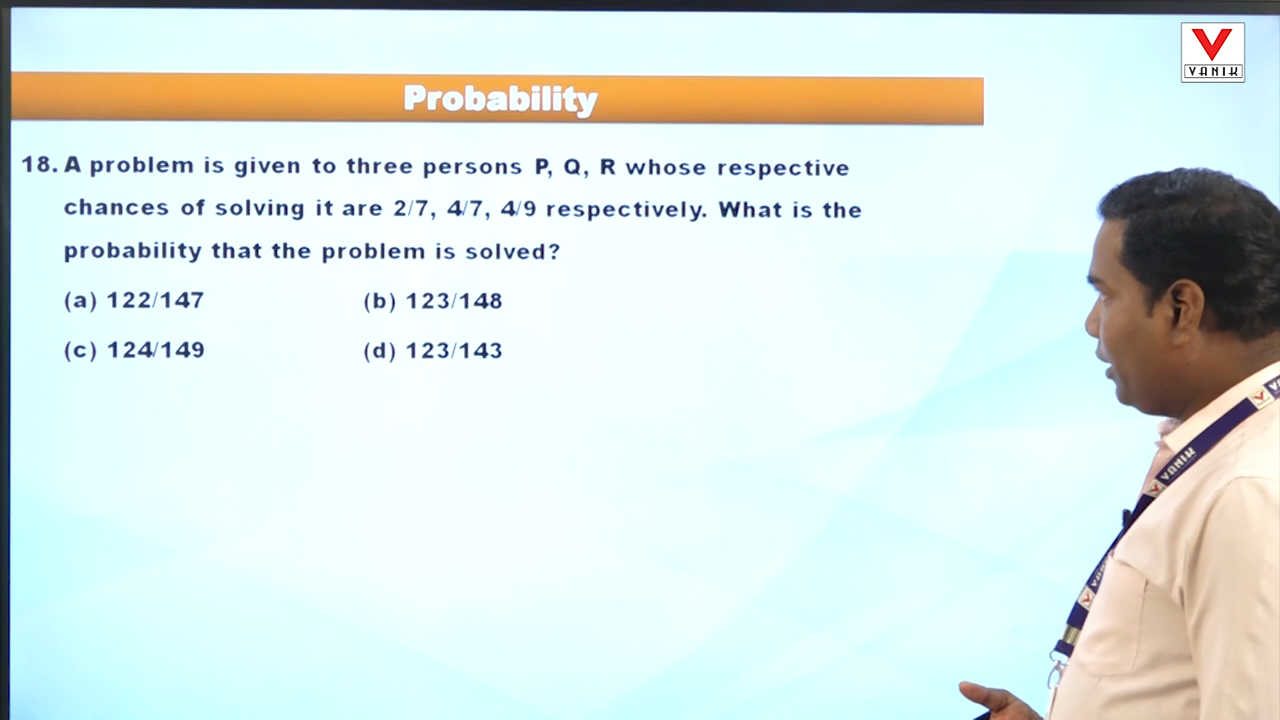 VANIK
Probability
18. A problem is given to three persons P, Q, R whose respective
chances of solving it are 2/7, 4/7, 4/9 respectively. What is the
probability that the problem is solved?
(a) 122/147 (b) 123/148
(c) 124/149 (d) 123/143
VANIK